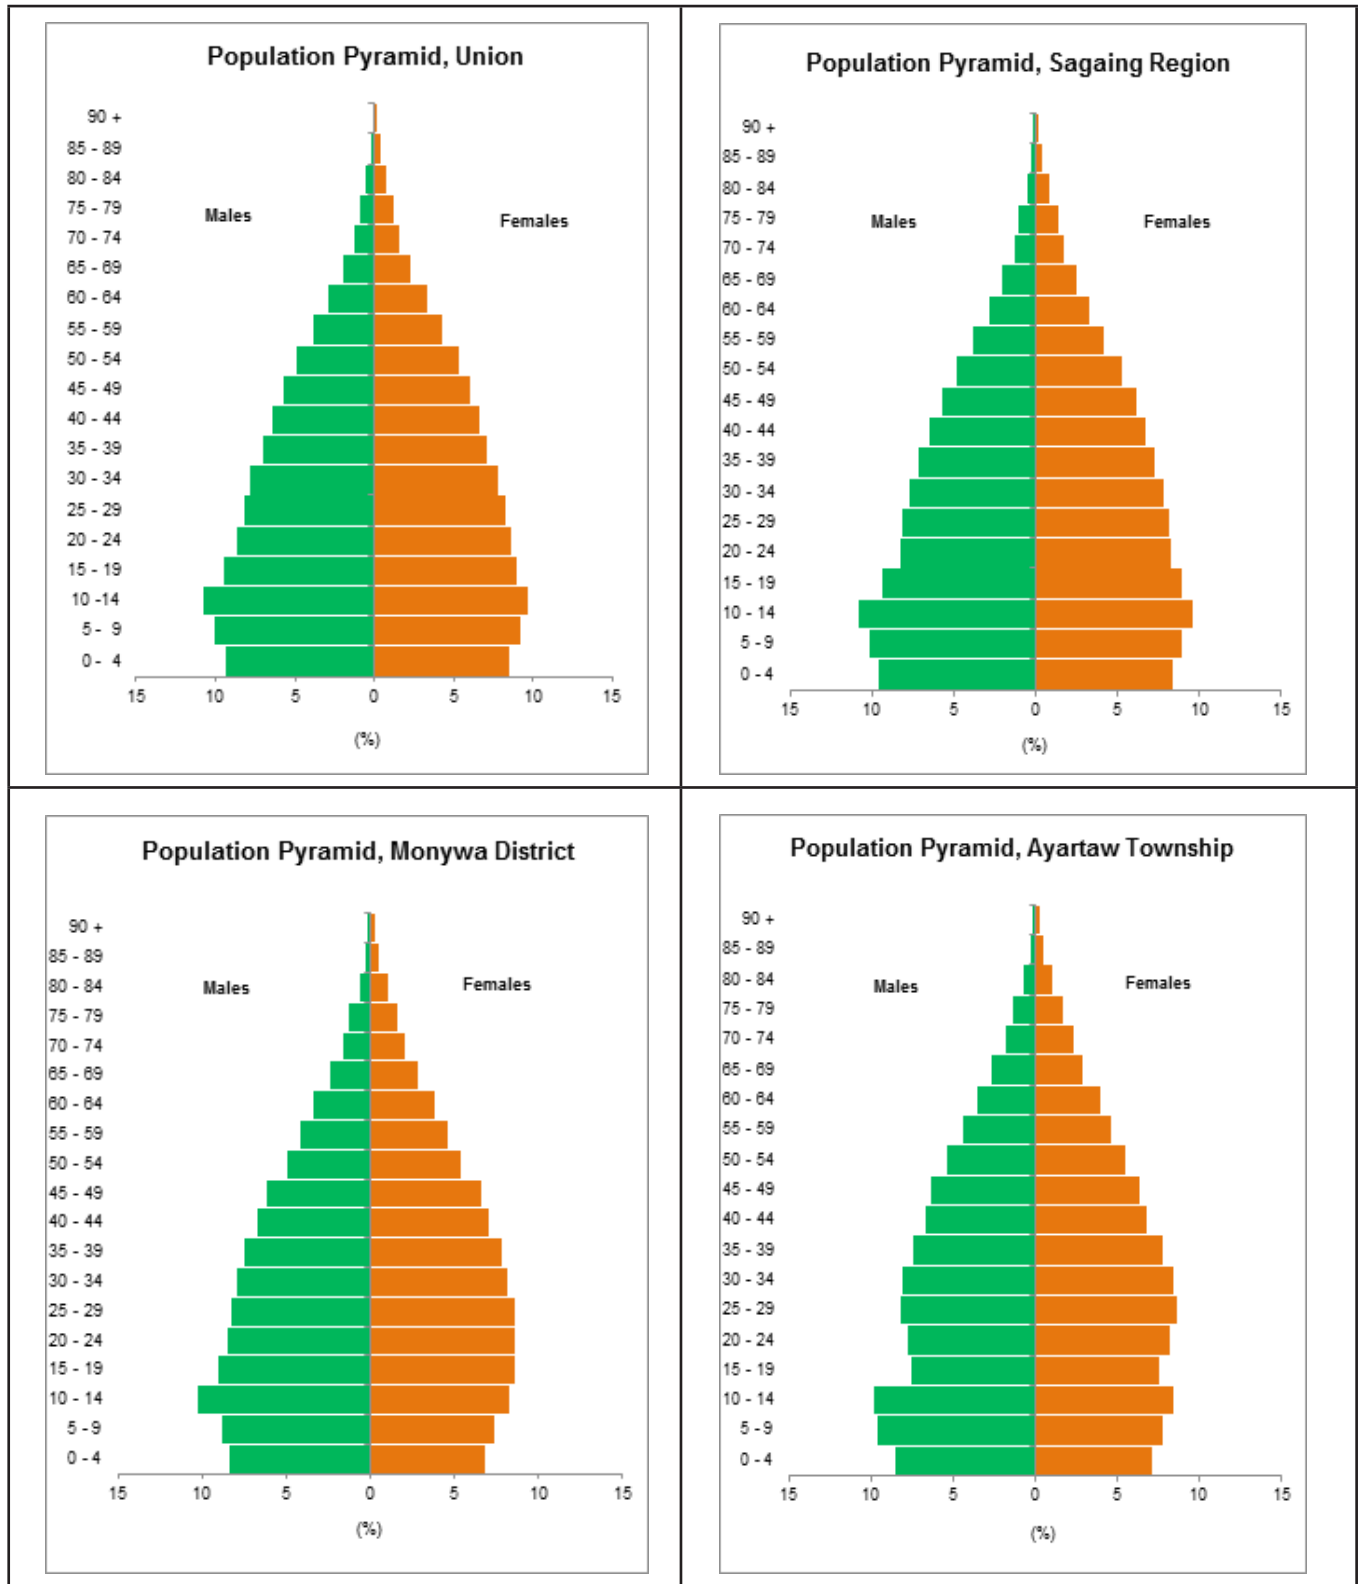 Population Pyramid, Union
90 +
85 - 89
80 - 84
75 - 79
Males
Females
70 - 74
65 - 69
60 - 64
55 - 59
50 - 54
45 - 49
40 - 44
35 - 39
30 - 34
25 - 29
20 - 24
15 - 19
10 -14
5 - 9
0 - 4
15 10 5 0 5 10 15
(%)
Population Pyramid, Sagaing Region
90 +
85 - 89
80 - 84
75 - 79
Males
Females
70 - 74
65 - 69
60 - 64
55 - 59
50 - 54
45 - 49
40 - 44
35 - 39
30 - 34
25 - 29
20 - 24
15 - 19
10 - 14
5 - 9
0 - 4
15 10 5 0 5 10 15
(%)
Population Pyramid, Monywa District
90 +
85 - 89
80 - 84
Males
Females
75 - 79
70 - 74
65 - 69
60 - 64
55 - 59
50 - 54
45 - 49
40 - 44
35 - 39
30 - 34
25 - 29
20 - 24
15 - 19
10 - 14
5 - 9
0 - 4
15 10 5 0 5 10 15
(%)
Population Pyramid, Ayartaw Township
90 +
85 - 89
80 - 84
Males
Females
75 - 79
70 - 74
65 - 69
60 - 64
55 - 59
50 - 54
45 - 49
40 - 44
35 - 39
30 - 34
25 - 29
20 - 24
15 - 19
10 - 14
5 - 9
0 - 4
15 10 5 0 5 10 15
(%)